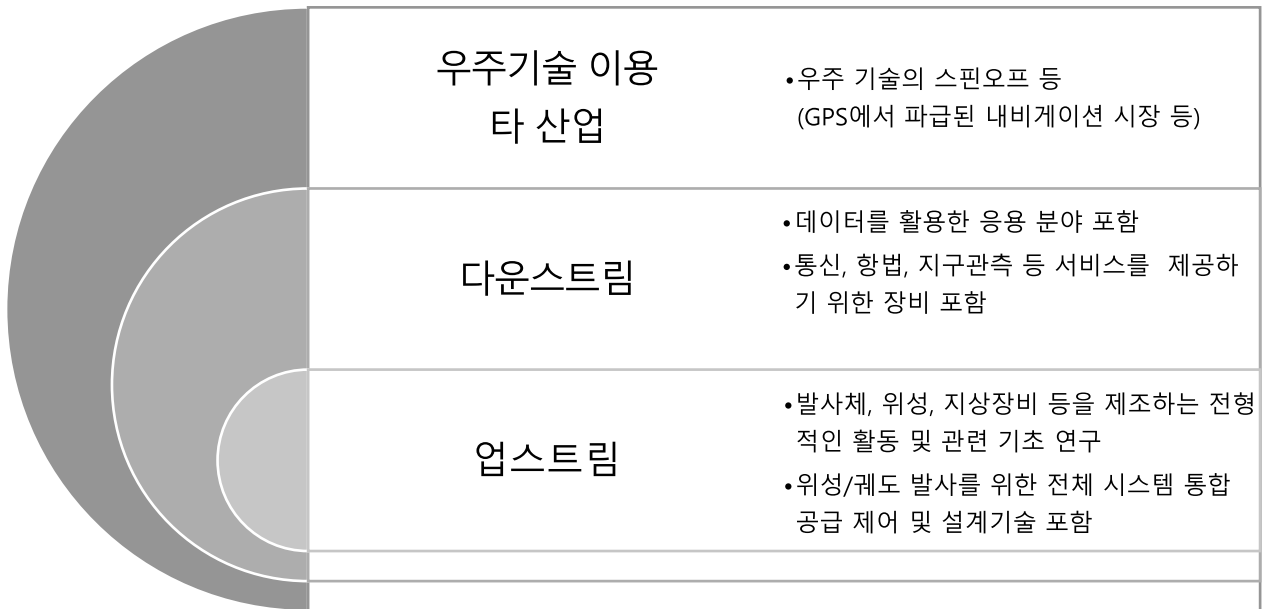 우주기술 이용
타 산업
•우주 기술의 스핀오프 등
(GPS에서 파급된 내비게이션 시장 등)
다운스트림
•데이터를 활용한 응용 분야 포함
•통신, 항법, 지구관측 등 서비스를 제공하
기 위한 장비 포함
업스트림
•발사체, 위성, 지상장비 등을 제조하는 전형
적인 활동 및 관련 기초 연구
•위성/궤도 발사를 위한 전체 시스템 통합
공급 제어 및 설계기술 포함